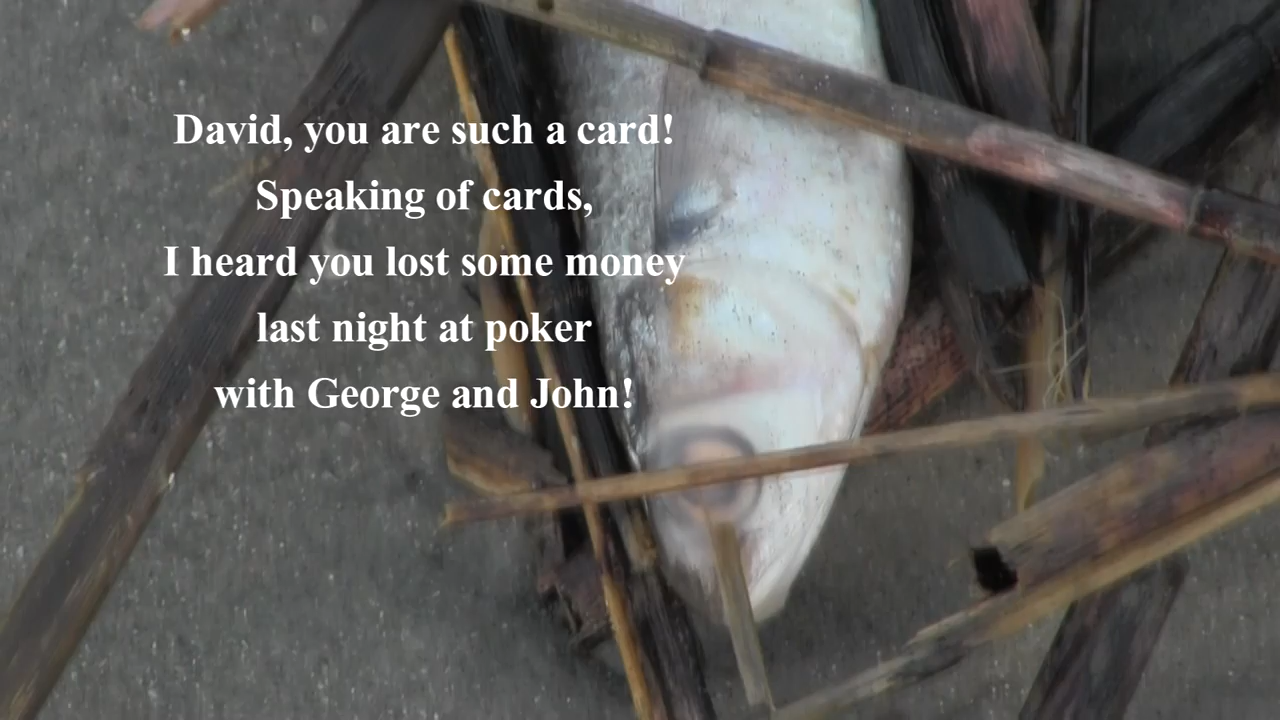 David, you are such a card!
Speaking of cards,
I heard you lost some money
last night at poker
with George and John!